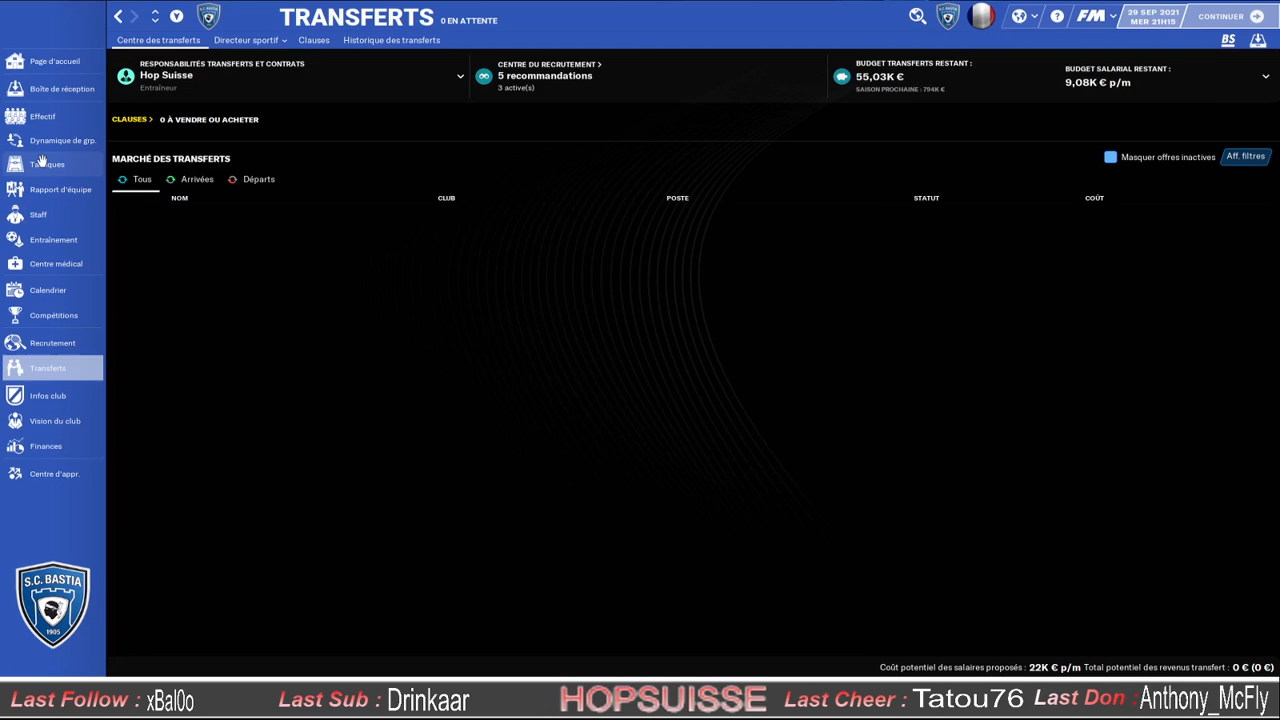 TRANSFERTS 0 EN ATTENTE
FM
29 SEP 2021
MER 21H15
CONTINUER
Centre des transferts
Directeur sportif
Clauses
Historique des transferts
BS
Page d'accueil
Boîte de réception
Effectif
Dynamique de grp.
Rapport d'équipe
Staff
Entraînement
Centre médical
Calendrier
Compétitions
Recrutement
Transferts
Infos club
Vision du club
Finances
Centre d'appr.
S.C. BASTIA
1905
RESPONSABILITÉS TRANSFERTS ET CONTRATS
Hop Suisse
Entraîneur
CENTRE DU RECRUTEMENT >
5 recommandations
3 active(s)
BUDGET TRANSFERTS RESTANT :
55,03K €
SAISON PROCHAINE : 794K €
BUDGET SALARIAL RESTANT :
9,08K € p/m
CLAUSES > 0 À VENDRE OU ACHETER
MARCHÉ DES TRANSFERTS
Masquer offres inactives
Aff. filtres
Tous
Arrivées
Départs
NOM
CLUB
POSTE
STATUT
COÛT
Coût potentiel des salaires proposés : 22K € p/m Total potentiel des revenus transfert : 0 € (0 €)
Last Follow : xBal0o
Last Sub : Drinkaar
HOPSUISSE
Last Cheer : Tatou76
Last Don : Anthony_McFly